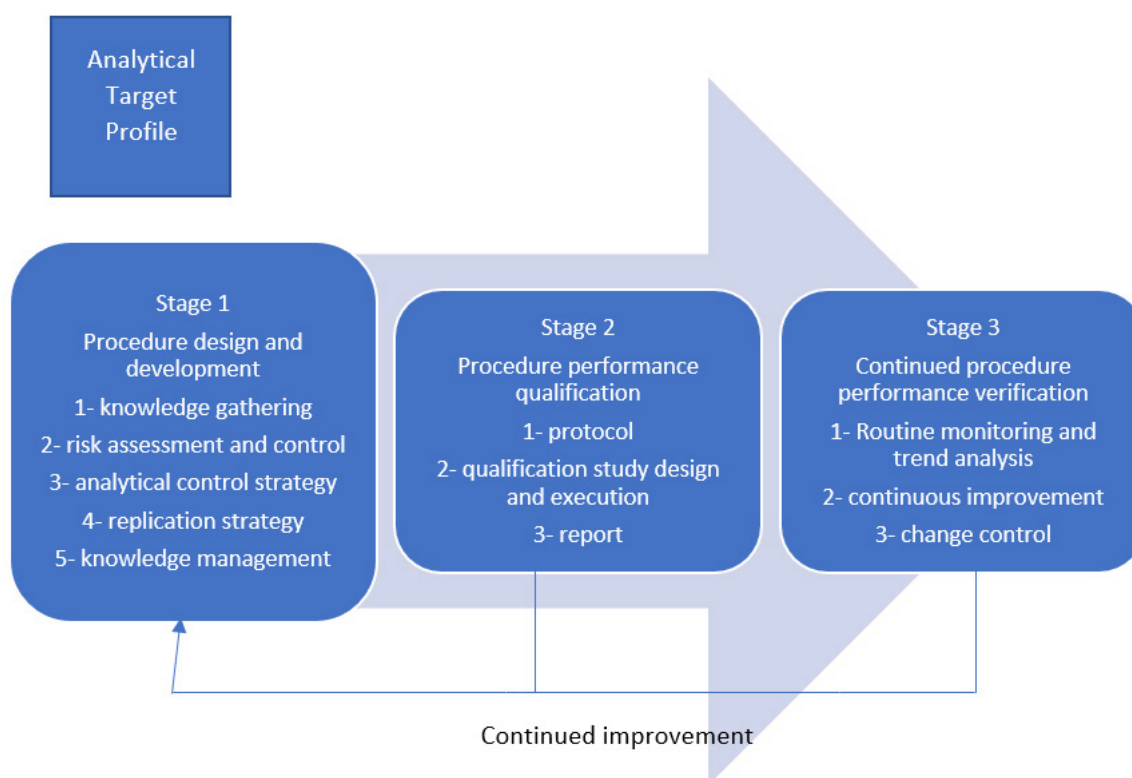 Analytical
Target
Profile
Stage 1
Procedure design and
development
1- knowledge gathering
2- risk assessment and control
3- analytical control strategy
4- replication strategy
5- knowledge management
Stage 2
Procedure performance
qualification
1- protocol
2- qualification study design
and execution
3- report
Stage 3
Continued procedure
performance verification
1- Routine monitoring and
trend analysis
2- continuous improvement
3- change control
Continued improvement